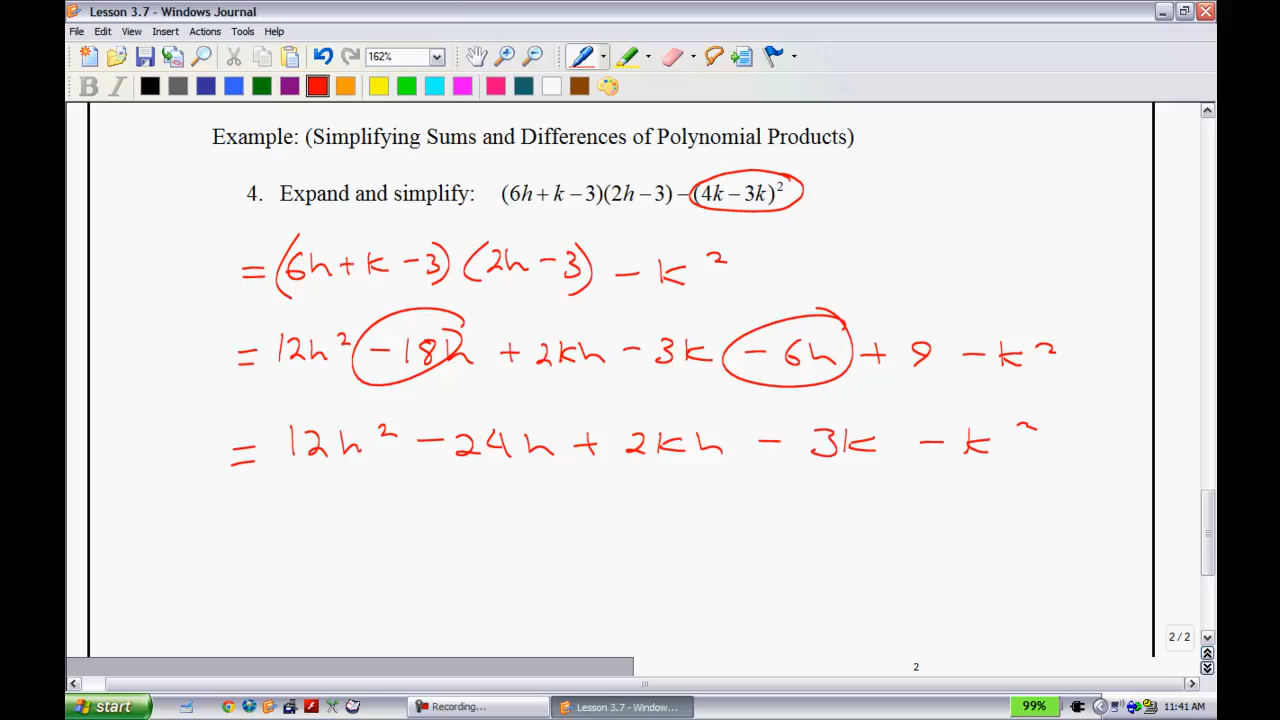 Lesson 3.7 - Windows Journal
File Edit View Insert Actions Tools Help
162%
B I
Example: (Simplifying Sums and Differences of Polynomial Products)
4. Expand and simplify: (6h + k − 3)(2h − 3) − (4k − 3k)²
= (6h + k − 3) (2h − 3) − k²
= 12h² − 18h + 2kh − 3k − 6h + 9 − k²
= 12h² − 24h + 2kh − 3k − k²
2 / 2
2
start Recording... Lesson 3.7 - Window... 99% 11:41 AM